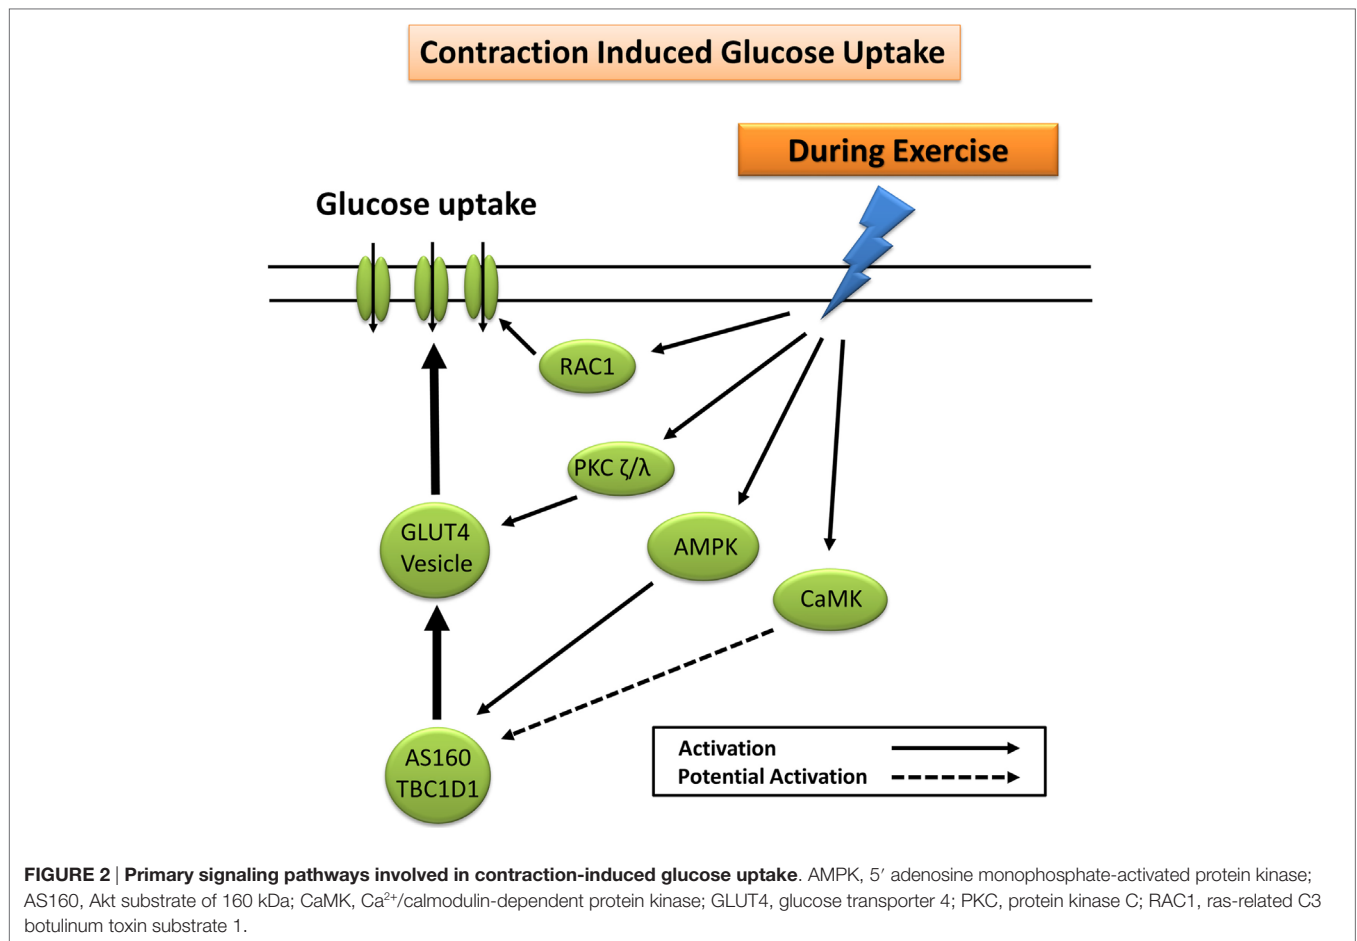 Contraction Induced Glucose Uptake
During Exercise
Glucose uptake
RAC1
PKC ζ/λ
GLUT4
Vesicle
AMPK
CaMK
AS160
TBC1D1
Activation
Potential Activation
FIGURE 2 | Primary signaling pathways involved in contraction-induced glucose uptake. AMPK, 5′ adenosine monophosphate-activated protein kinase;
AS160, Akt substrate of 160 kDa; CaMK, Ca²⁺/calmodulin-dependent protein kinase; GLUT4, glucose transporter 4; PKC, protein kinase C; RAC1, ras-related C3
botulinum toxin substrate 1.